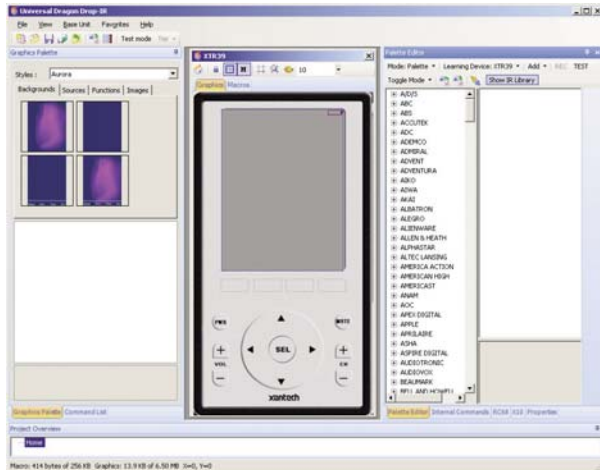 Universal Dragon Drop-IR
File View Base Unit Favorites Help
Test mode
Graphics Palette
Styles : Aurora
Backgrounds Sources Functions Images
Graphics Palette Command List
XTR39
10
Graphics Macros
PWR MUTE
SEL
VOL CH
xantech
Palette Editor
Mode: Palette Learning Device: XTR39 Add REC TEST
Toggle Mode Show IR Library
A/D/S
ABC
ABS
ACCUTEK
ADC
ADEMCO
ADMIRAL
ADVENT
ADVENTURA
AIKO
AIWA
AKAI
ALBATRON
ALEGRO
ALIENWARE
ALLEN & HEATH
ALPHASTAR
ALTEC LANSING
AMERICA ACTION
AMERICAN HIGH
AMERICAST
ANAM
AOC
APEX DIGITAL
APPLE
APRILAIRE
ASHA
ASPIRE DIGITAL
AUDIOTRONIC
AUDIOVOX
BEAUMARK
BELL AND HOWELL
Palette Editor Internal Commands RC68 X10 Properties
Project Overview
Home
Macro: 414 bytes of 256 KB Graphics: 13.9 KB of 6.50 MB X=0, Y=0